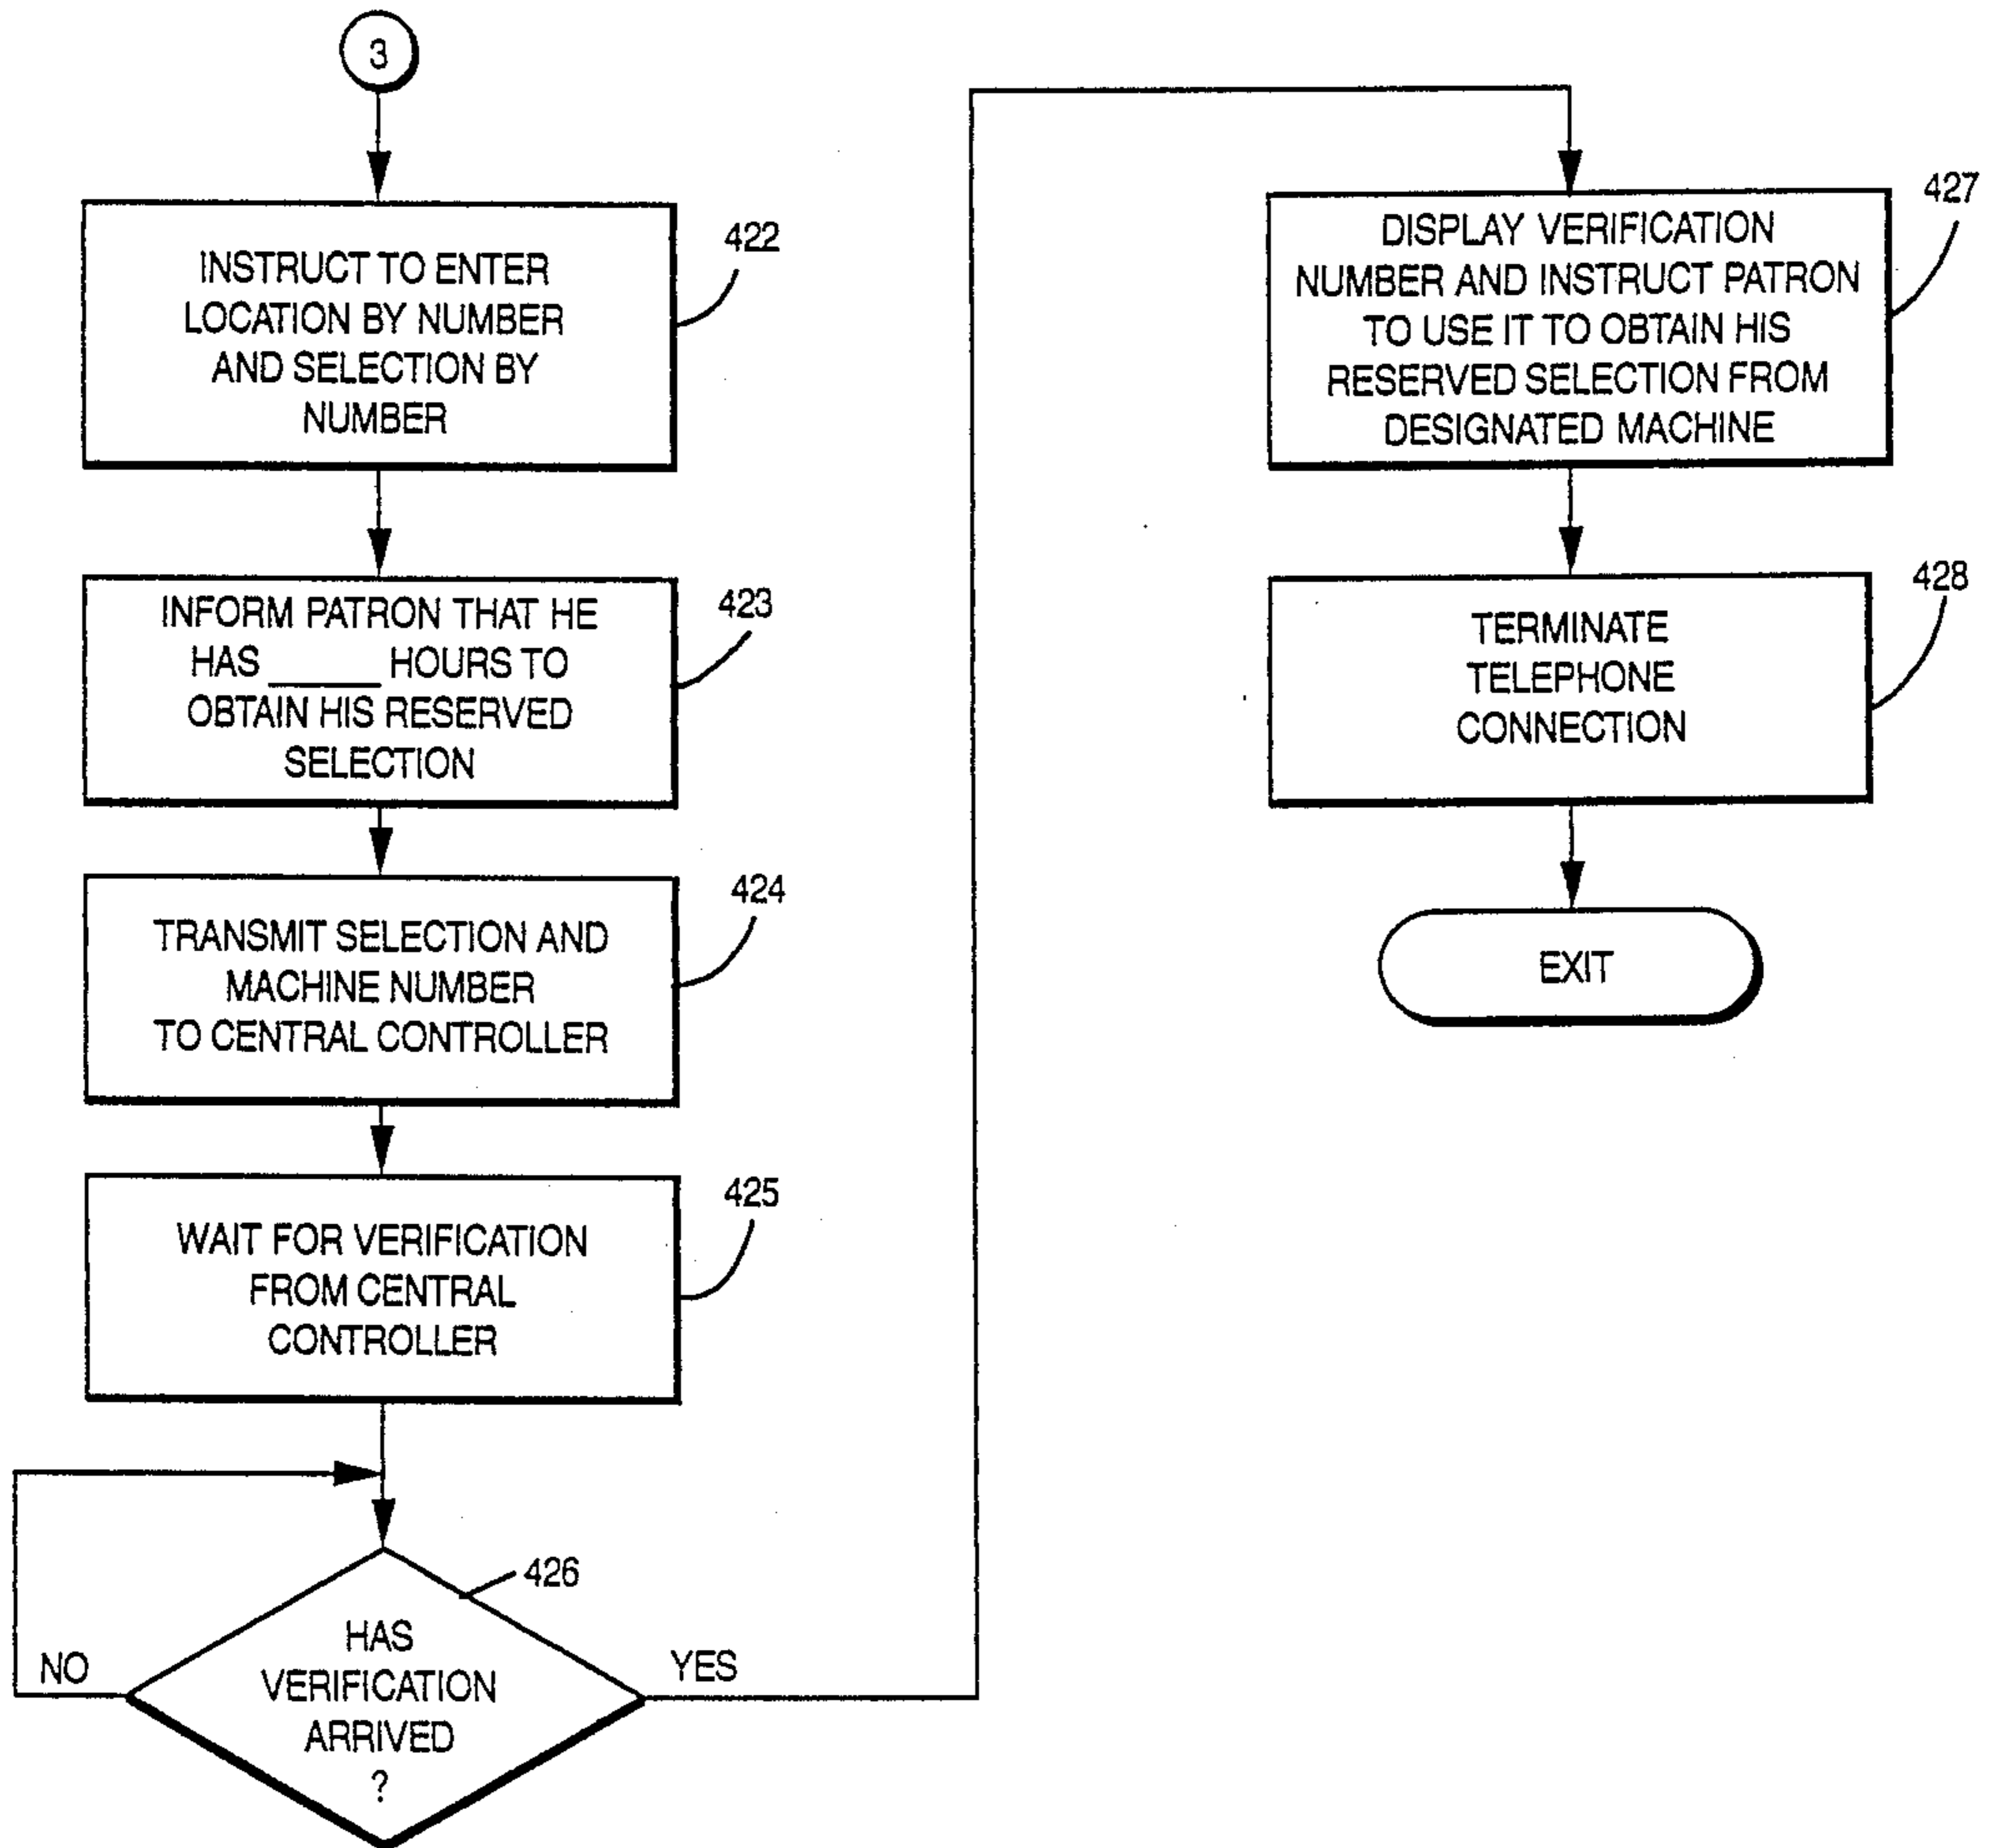 3
INSTRUCT TO ENTER
LOCATION BY NUMBER
AND SELECTION BY
NUMBER
422
INFORM PATRON THAT HE
HAS _____ HOURS TO
OBTAIN HIS RESERVED
SELECTION
423
TRANSMIT SELECTION AND
MACHINE NUMBER
TO CENTRAL CONTROLLER
424
WAIT FOR VERIFICATION
FROM CENTRAL
CONTROLLER
425
HAS
VERIFICATION
ARRIVED
?
426
NO
YES
DISPLAY VERIFICATION
NUMBER AND INSTRUCT PATRON
TO USE IT TO OBTAIN HIS
RESERVED SELECTION FROM
DESIGNATED MACHINE
427
TERMINATE
TELEPHONE
CONNECTION
428
EXIT